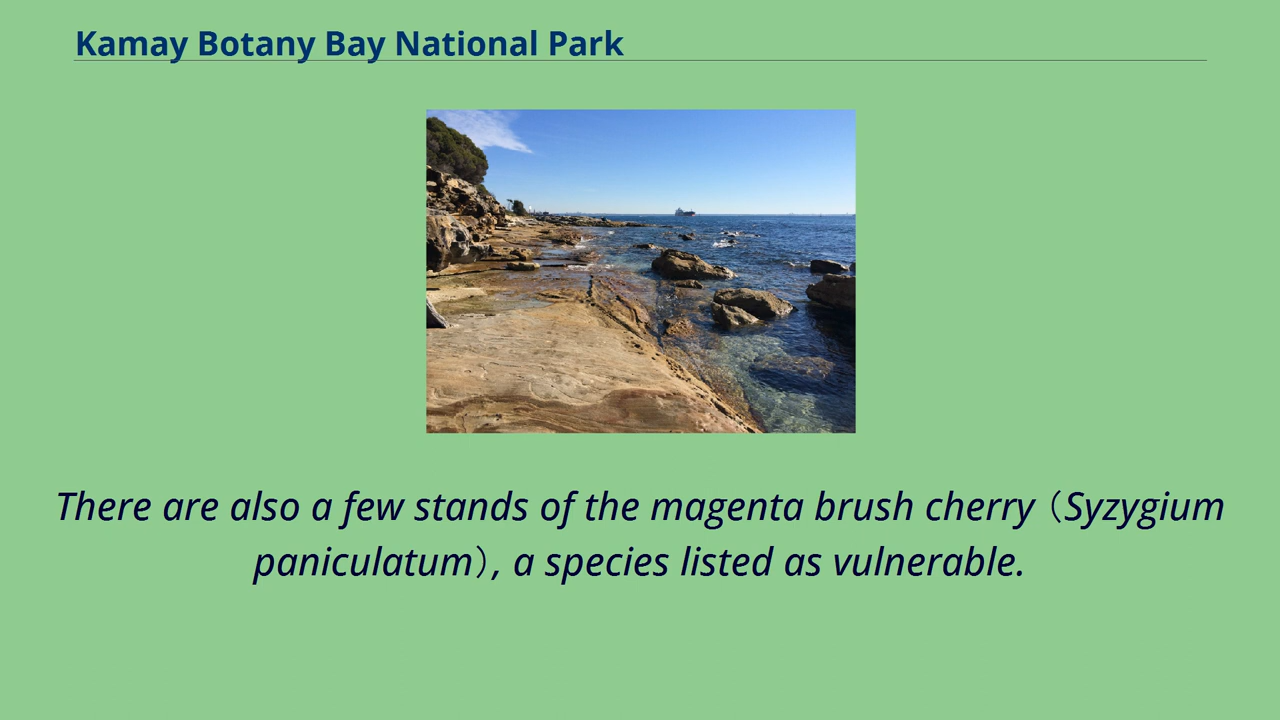 Kamay Botany Bay National Park
There are also a few stands of the magenta brush cherry（Syzygium
paniculatum）, a species listed as vulnerable.